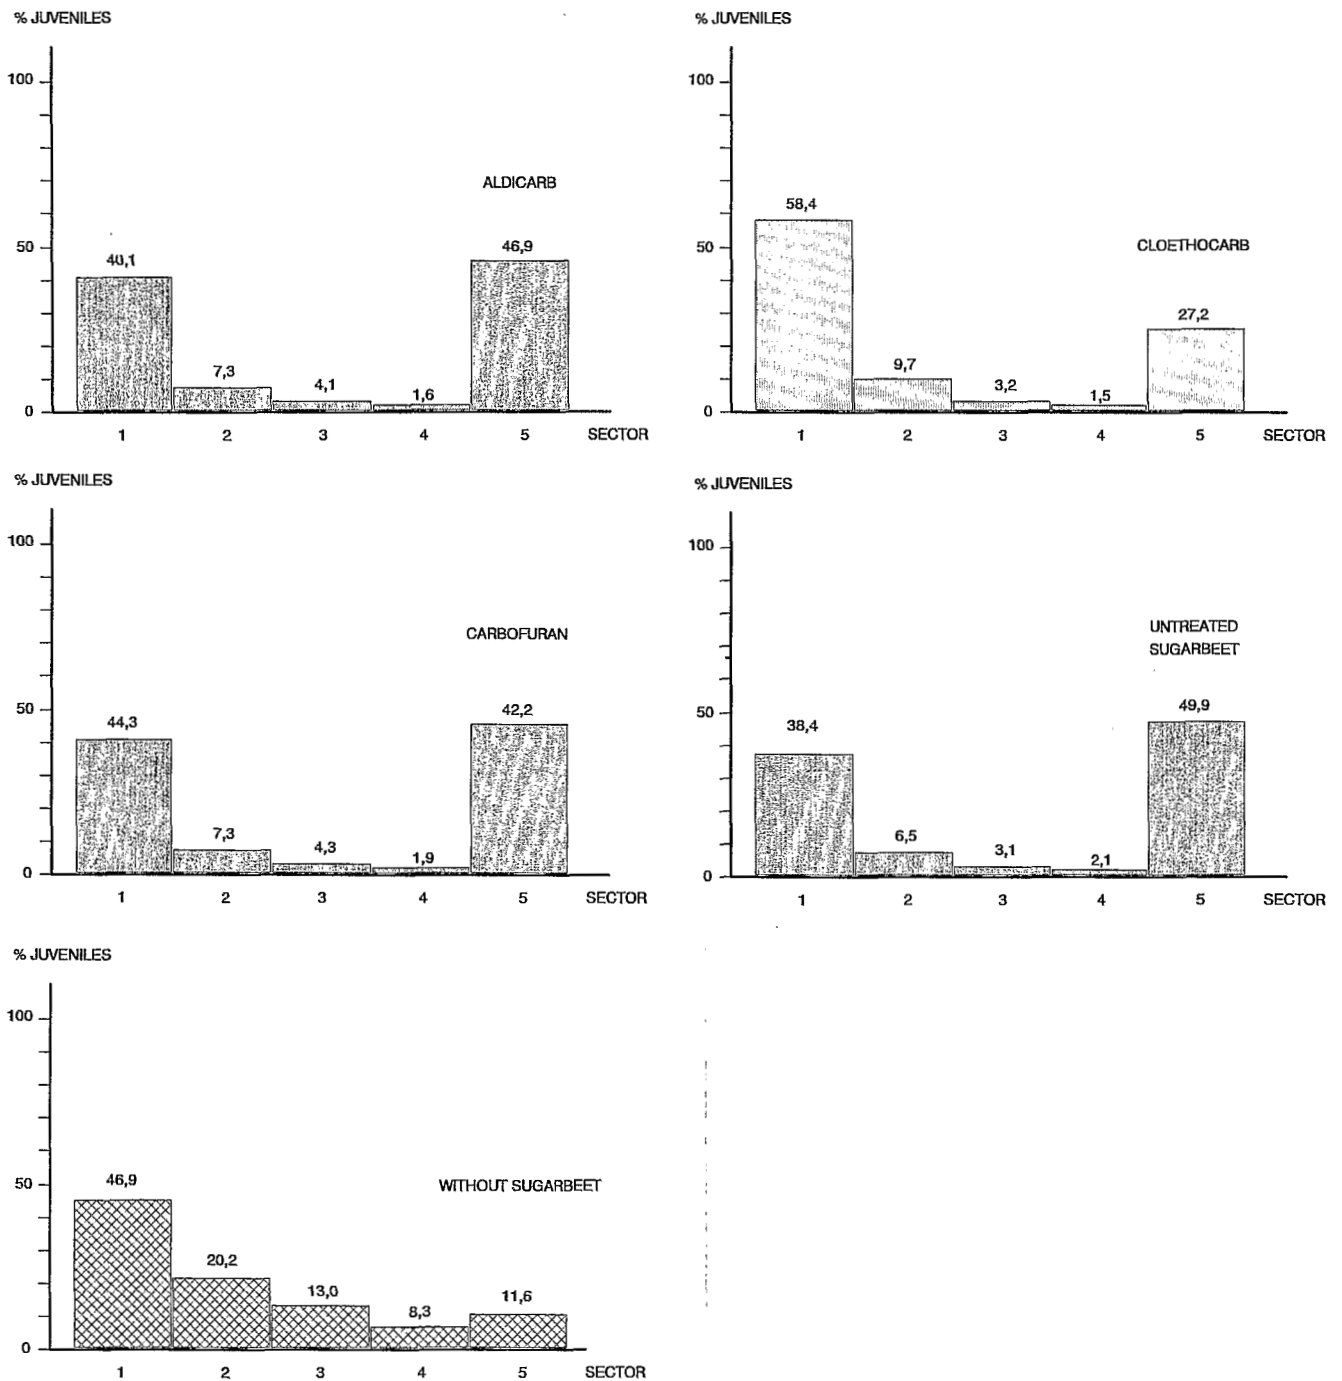 % JUVENILES
100
50
0
ALDICARB
40,1
7,3
4,1
1,6
46,9
1 2 3 4 5 SECTOR
% JUVENILES
100
50
0
CLOETHOCARB
58,4
9,7
3,2
1,5
27,2
1 2 3 4 5 SECTOR
% JUVENILES
100
50
0
CARBOFURAN
44,3
7,3
4,3
1,9
42,2
1 2 3 4 5 SECTOR
% JUVENILES
100
50
0
UNTREATED
SUGARBEET
38,4
6,5
3,1
2,1
49,9
1 2 3 4 5 SECTOR
% JUVENILES
100
50
0
WITHOUT SUGARBEET
46,9
20,2
13,0
8,3
11,6
1 2 3 4 5 SECTOR